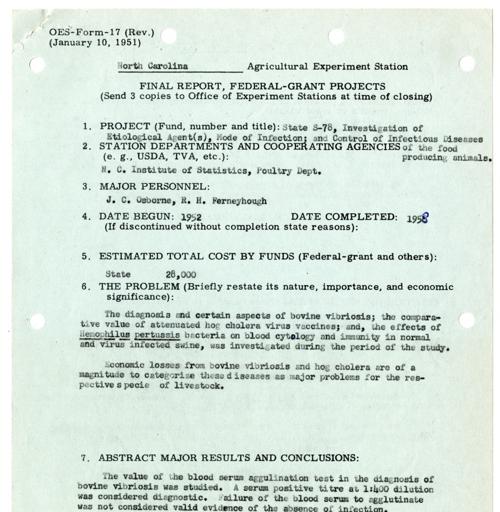 OES-Form-17 (Rev.)
(January 10, 1951)
North Carolina Agricultural Experiment Station
FINAL REPORT, FEDERAL-GRANT PROJECTS
(Send 3 copies to Office of Experiment Stations at time of closing)
1. PROJECT (Fund, number and title): State S-78, Investigation of
Etiological Agent(s), Mode of Infection; and Control of Infectious Diseases
2. STATION DEPARTMENTS AND COOPERATING AGENCIES of the food
(e. g., USDA, TVA, etc.): producing animals.
N. C. Institute of Statistics, Poultry Dept.
3. MAJOR PERSONNEL:
J. C. Osborne, R. H. Ferneyhough
4. DATE BEGUN: 1952 DATE COMPLETED: 1958
(If discontinued without completion state reasons):
5. ESTIMATED TOTAL COST BY FUNDS (Federal-grant and others):
State 28,000
6. THE PROBLEM (Briefly restate its nature, importance, and economic
significance):
The diagnosis and certain aspects of bovine vibriosis; the compara-
tive value of attenuated hog cholera virus vaccines; and, the effects of
Hemophilus pertussis bacteria on blood cytology and immunity in normal
and virus infected swine, was investigated during the period of the study.
Economic losses from bovine vibriosis and hog cholera are of a
magnitude to categorize these diseases as major problems for the res-
pective specie of livestock.
7. ABSTRACT MAJOR RESULTS AND CONCLUSIONS:
The value of the blood serum aggulination test in the diagnosis of
bovine vibriosis was studied. A serum positive titre at 1:400 dilution
was considered diagnostic. Failure of the blood serum to agglutinate
was not considered valid evidence of the absence of infection.